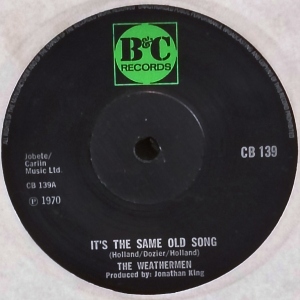 B&C
RECORDS
Jobete/
Carlin
Music Ltd.
CB 139
CB 139A
℗ 1970
IT'S THE SAME OLD SONG
(Holland/Dozier/Holland)
THE WEATHERMEN
Produced by: Jonathan King